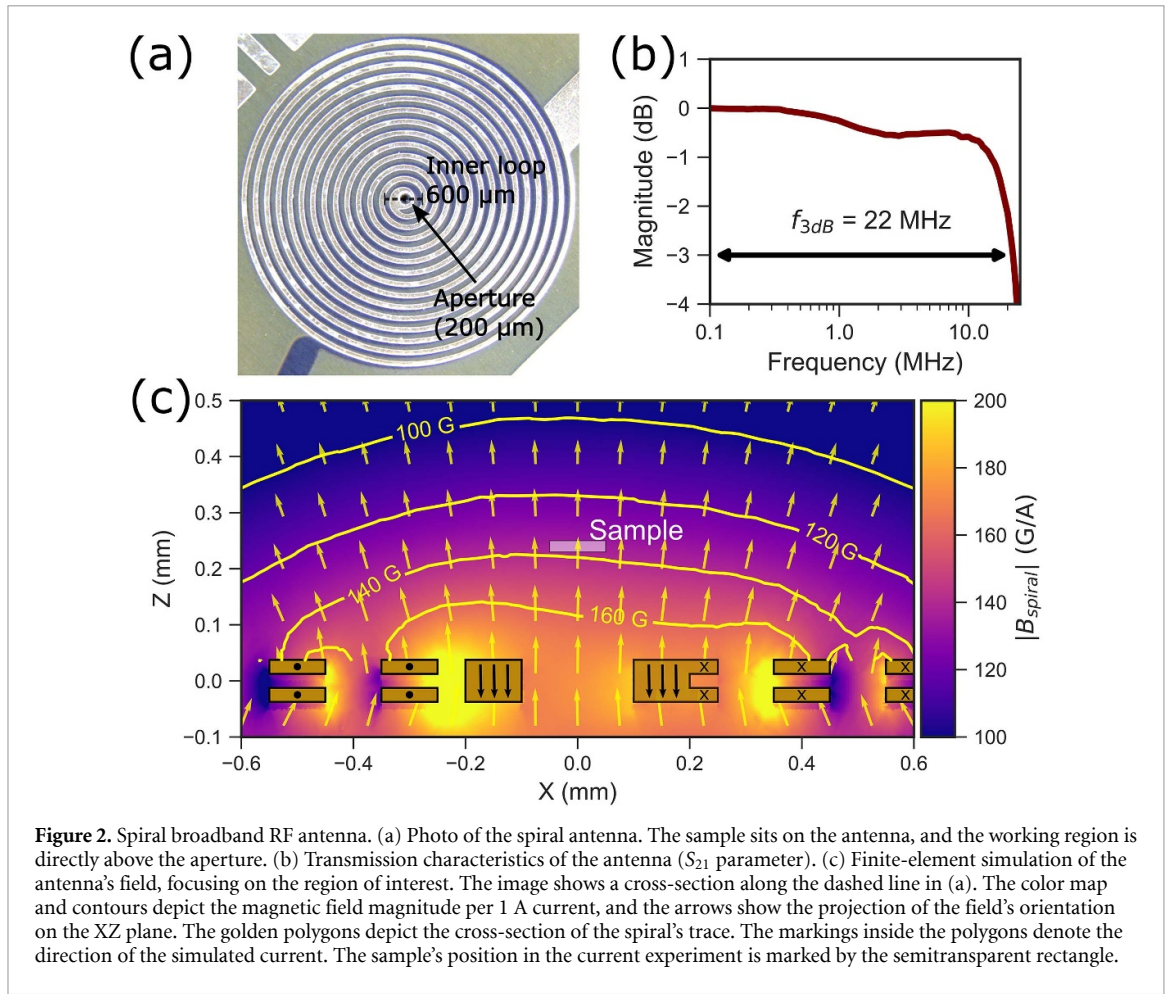 (a)
Inner loop
600 µm
Aperture
(200 µm)
(b)
1
0
−1
−2
−3
−4
Magnitude (dB)
f3dB = 22 MHz
0.1
1.0
10.0
Frequency (MHz)
(c)
0.5
0.4
0.3
0.2
0.1
0.0
−0.1
Z (mm)
100 G
120 G
140 G
160 G
Sample
x
x
x
x
x
x
−0.6
−0.4
−0.2
0.0
0.2
0.4
0.6
X (mm)
200
180
160
140
120
100
|Bspiral| (G/A)
Figure 2. Spiral broadband RF antenna. (a) Photo of the spiral antenna. The sample sits on the antenna, and the working region is
directly above the aperture. (b) Transmission characteristics of the antenna (S21 parameter). (c) Finite-element simulation of the
antenna's field, focusing on the region of interest. The image shows a cross-section along the dashed line in (a). The color map
and contours depict the magnetic field magnitude per 1 A current, and the arrows show the projection of the field's orientation
on the XZ plane. The golden polygons depict the cross-section of the spiral's trace. The markings inside the polygons denote the
direction of the simulated current. The sample's position in the current experiment is marked by the semitransparent rectangle.